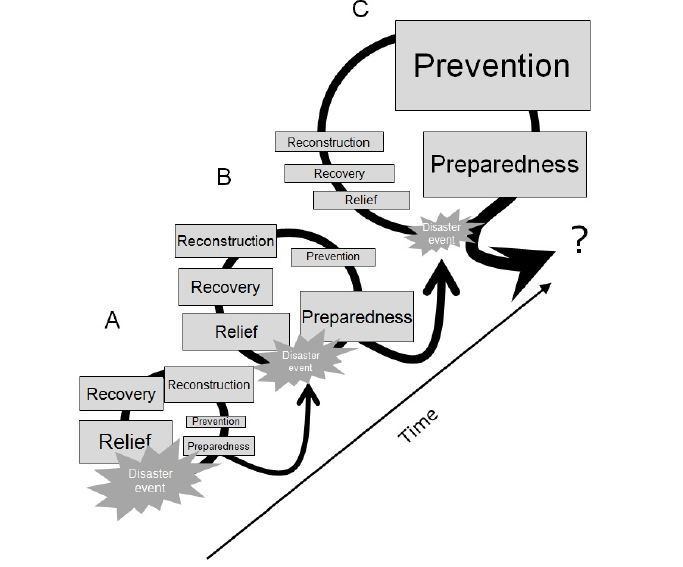 C
Prevention
Reconstruction
Recovery
Relief
Preparedness
Disaster
event
?
B
Reconstruction
Prevention
Recovery
Relief
Preparedness
Disaster
event
A
Recovery
Reconstruction
Relief
Prevention
Preparedness
Disaster
event
Time